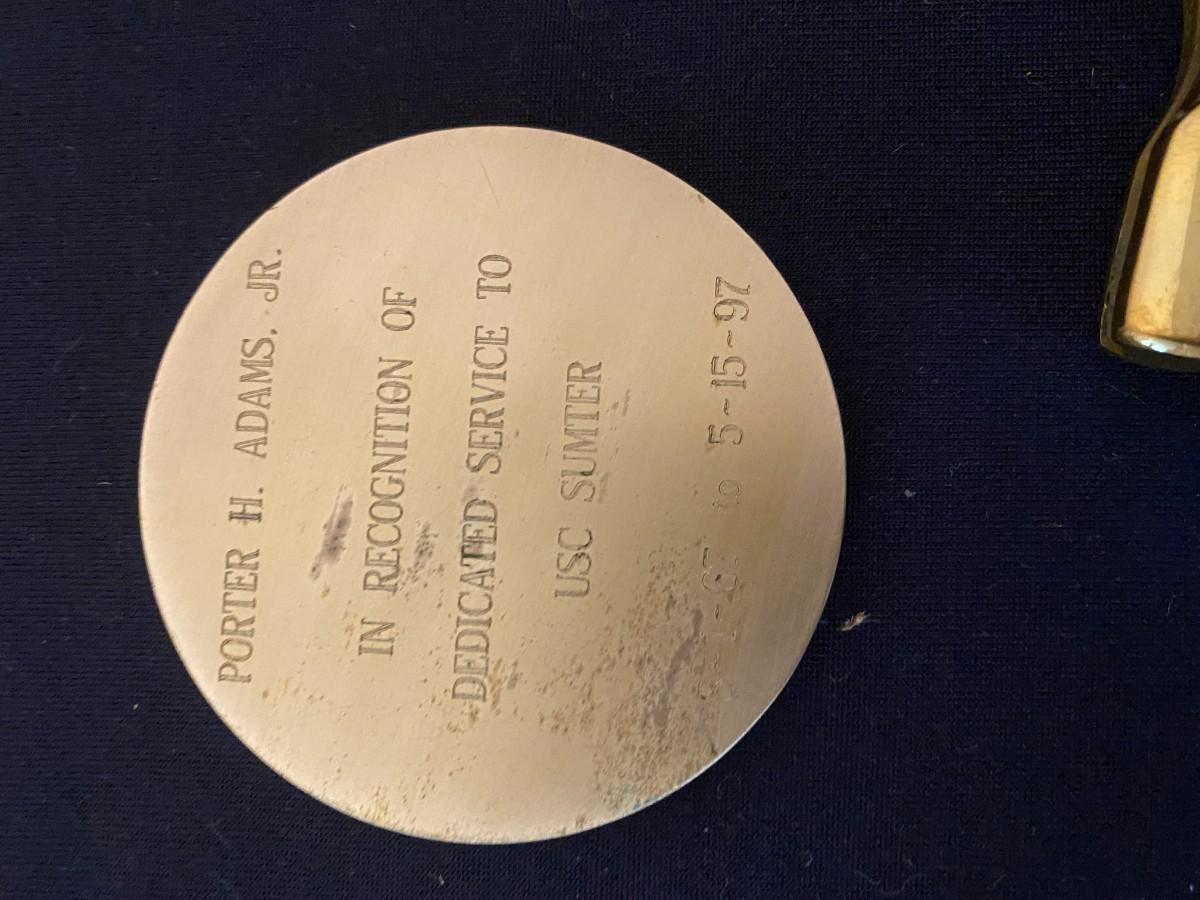 PORTER H. ADAMS, JR.
IN RECOGNITION OF
DEDICATED SERVICE TO
USC SUMTER
to 5-15-97